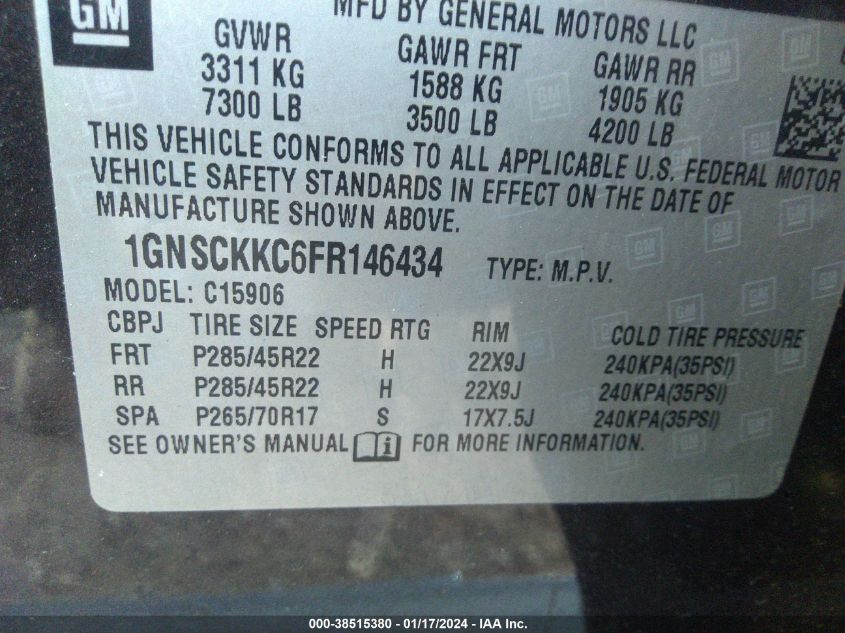 GM
MFD BY GENERAL MOTORS LLC
GVWR GAWR FRT GAWR RR
3311 KG 1588 KG 1905 KG
7300 LB 3500 LB 4200 LB
THIS VEHICLE CONFORMS TO ALL APPLICABLE U.S. FEDERAL MOTOR
VEHICLE SAFETY STANDARDS IN EFFECT ON THE DATE OF
MANUFACTURE SHOWN ABOVE.
1GNSCKKC6FR146434 TYPE: M.P.V.
MODEL: C15906
CBPJ TIRE SIZE SPEED RTG RIM COLD TIRE PRESSURE
FRT P285/45R22 H 22X9J 240KPA(35PSI)
RR P285/45R22 H 22X9J 240KPA(35PSI)
SPA P265/70R17 S 17X7.5J 240KPA(35PSI)
SEE OWNER'S MANUAL i FOR MORE INFORMATION.
000-38515380 - 01/17/2024 - IAA Inc.